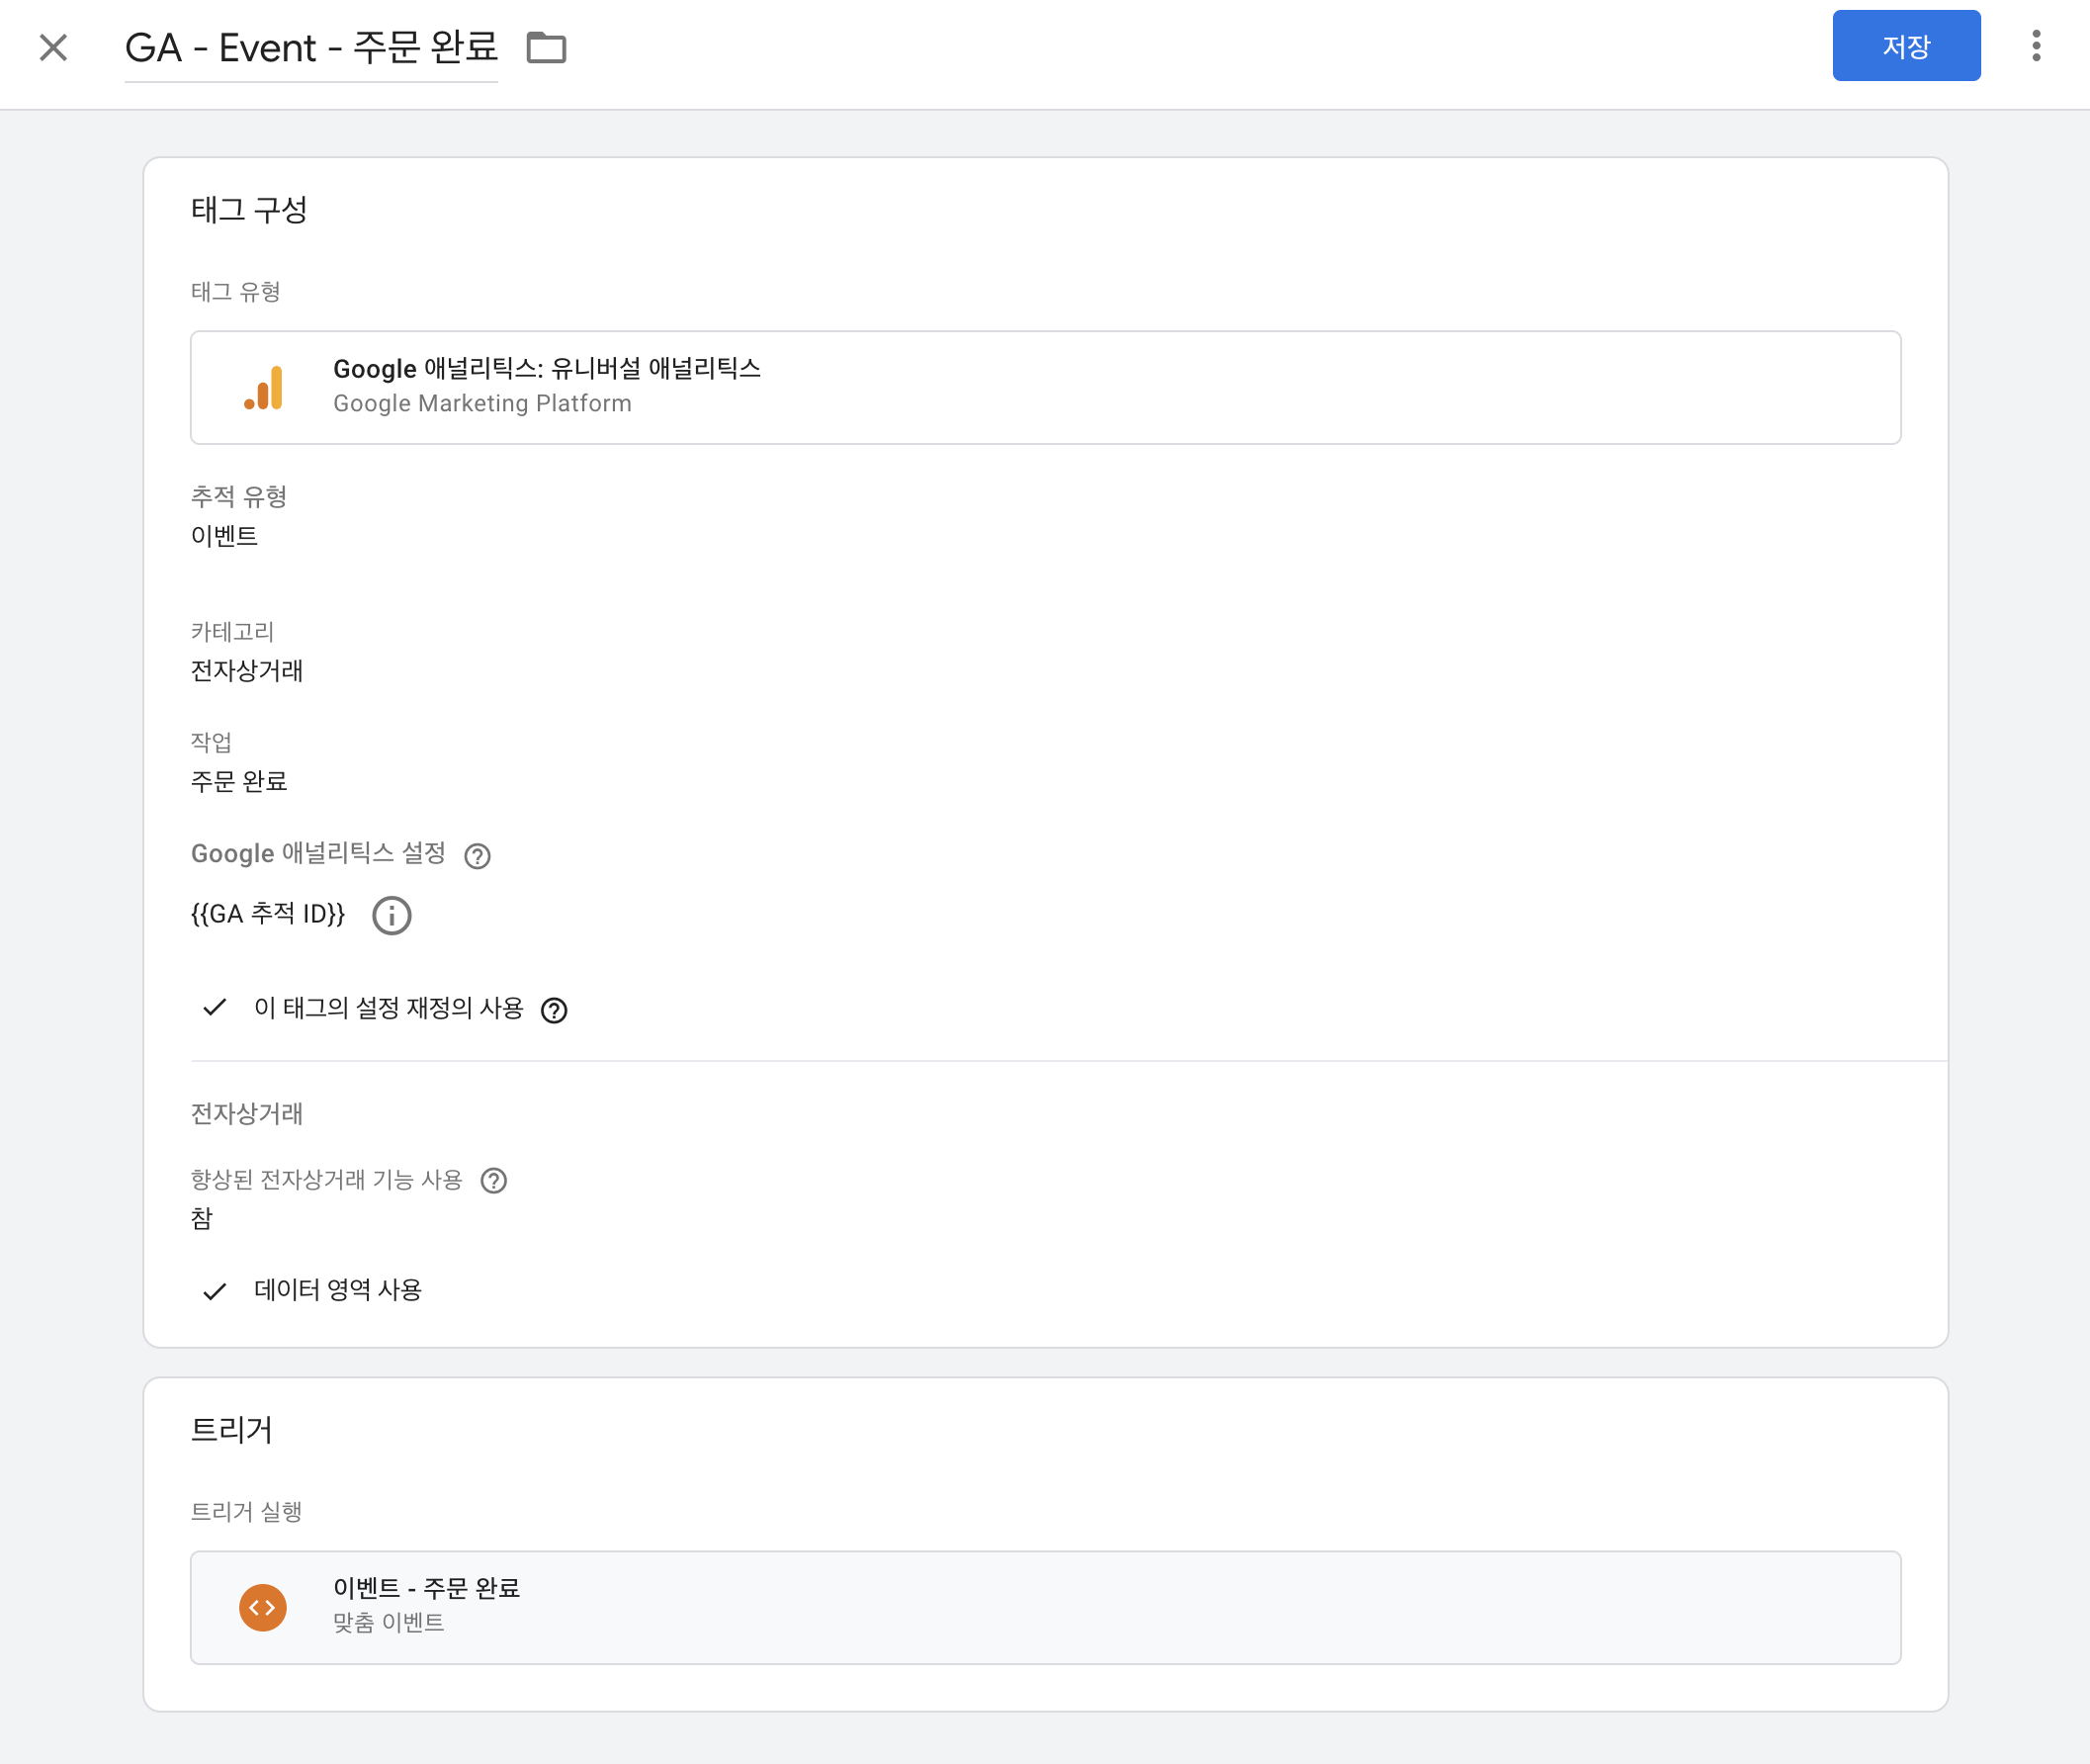 GA - Event - 주문 완료
저장
태그 구성
태그 유형
Google 애널리틱스: 유니버설 애널리틱스
Google Marketing Platform
추적 유형
이벤트
카테고리
전자상거래
작업
주문 완료
Google 애널리틱스 설정
{{GA 추적 ID}}
이 태그의 설정 재정의 사용
전자상거래
향상된 전자상거래 기능 사용
참
데이터 영역 사용
트리거
트리거 실행
이벤트 - 주문 완료
맞춤 이벤트